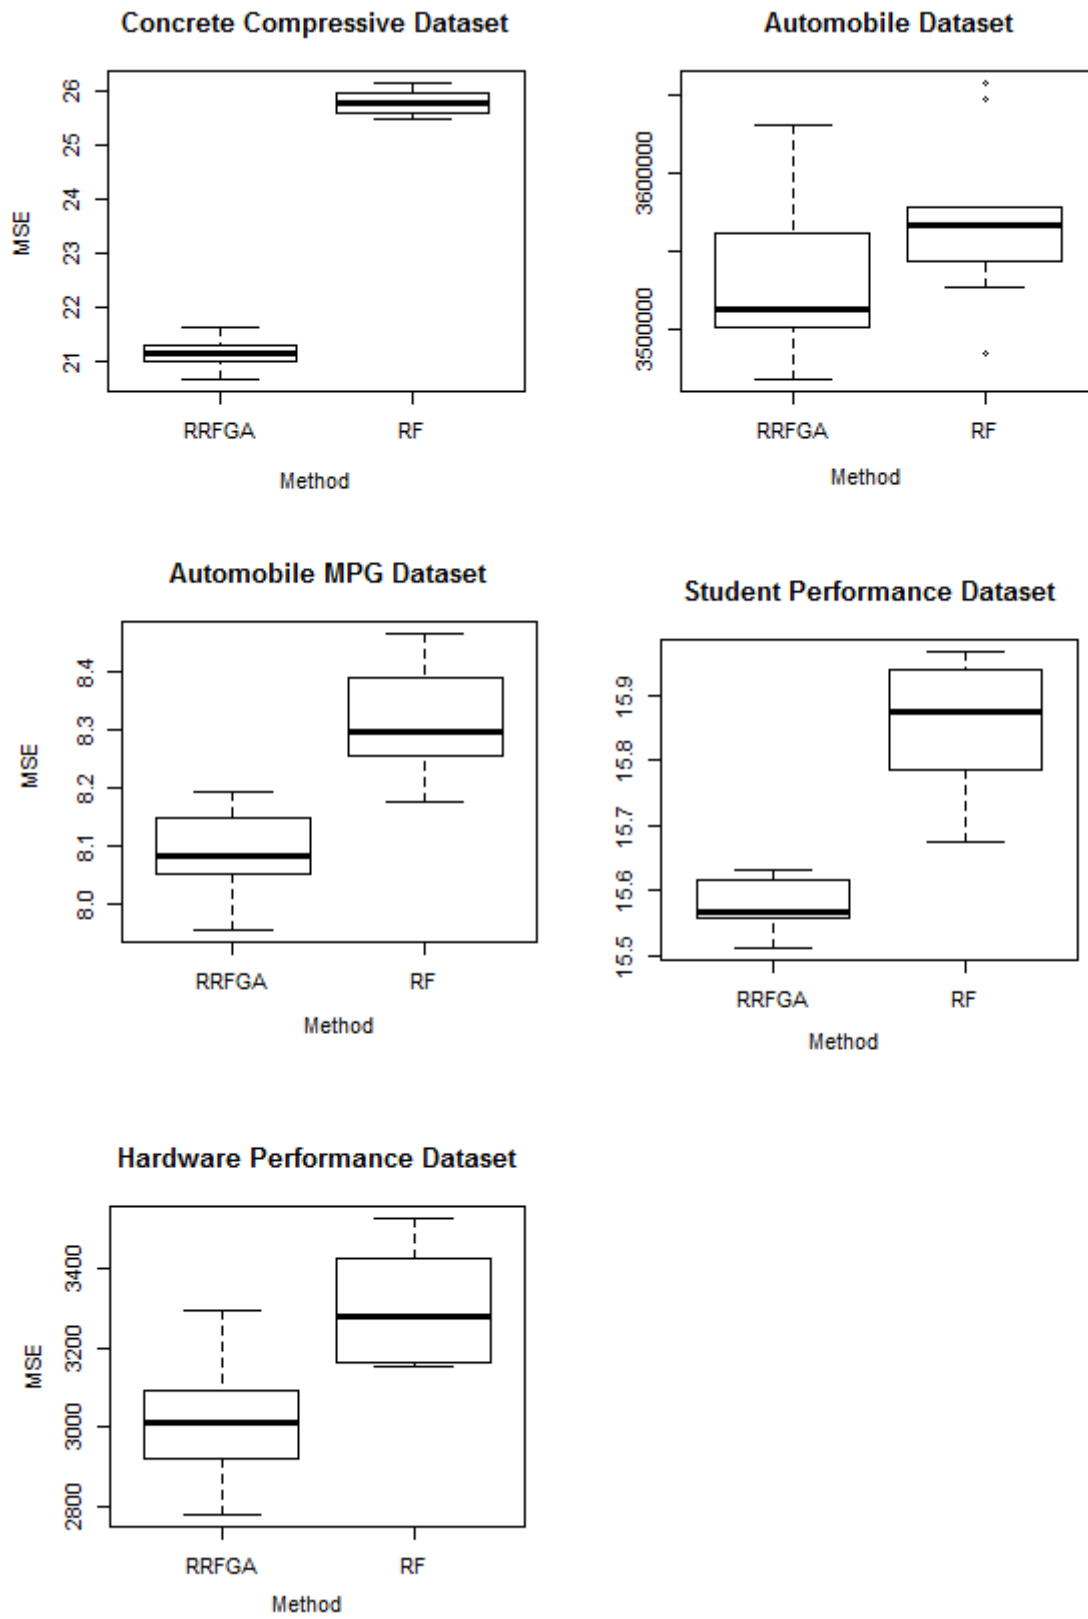 Concrete Compressive Dataset
MSE
26
25
24
23
22
21
RRFGA RF
Method
Automobile Dataset
3600000
3500000
RRFGA RF
Method
Automobile MPG Dataset
MSE
8.4
8.3
8.2
8.1
8.0
RRFGA RF
Method
Student Performance Dataset
15.9
15.8
15.7
15.6
15.5
RRFGA RF
Method
Hardware Performance Dataset
MSE
3400
3200
3000
2800
RRFGA RF
Method